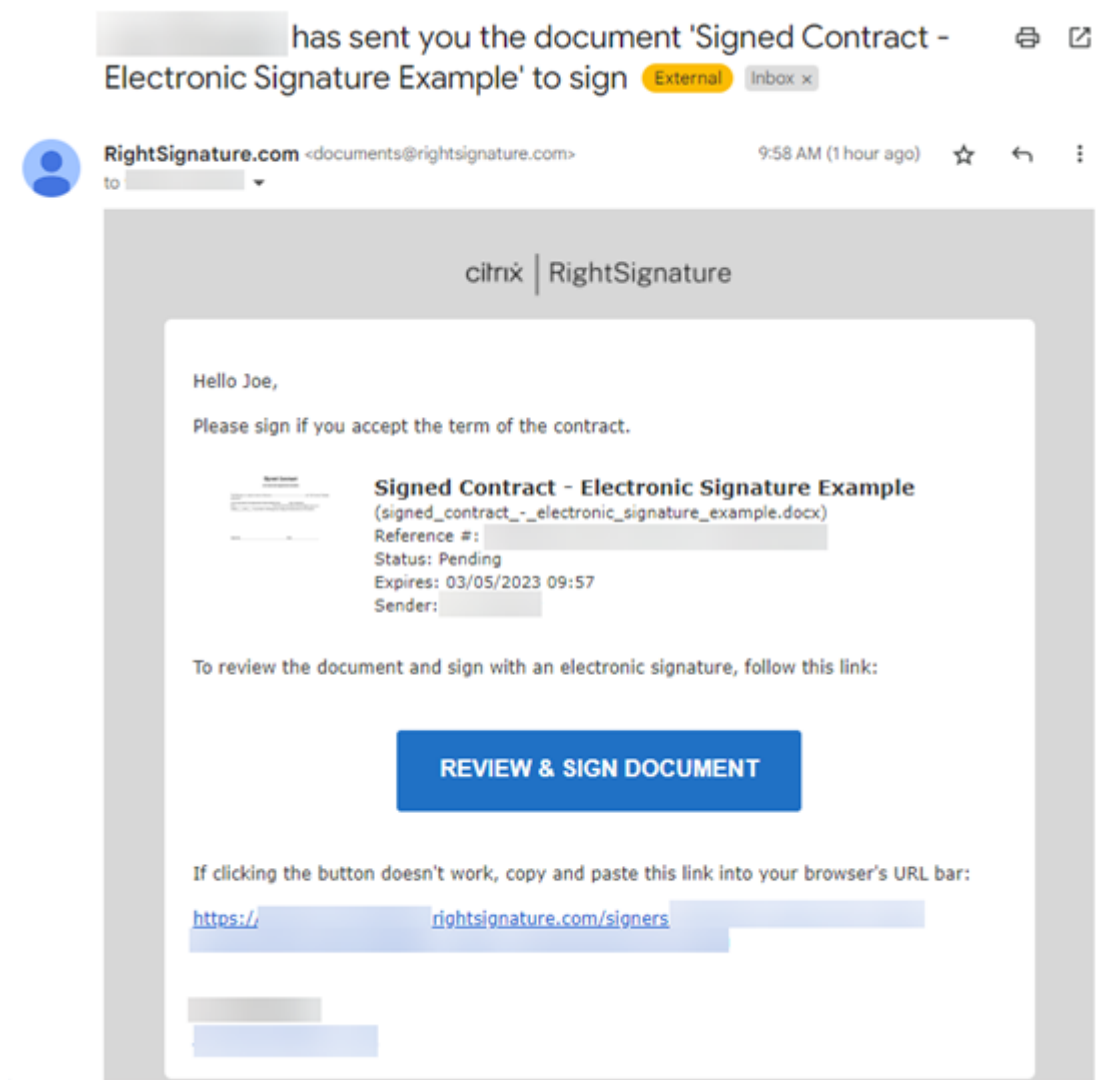 has sent you the document 'Signed Contract -
Electronic Signature Example' to sign External Inbox ×
RightSignature.com <documents@rightsignature.com> 9:58 AM (1 hour ago)
to
citrix | RightSignature
Hello Joe,
Please sign if you accept the term of the contract.
Signed Contract
Signed Contract - Electronic Signature Example
(signed_contract_-_electronic_signature_example.docx)
Reference #:
Status: Pending
Expires: 03/05/2023 09:57
Sender:
To review the document and sign with an electronic signature, follow this link:
REVIEW & SIGN DOCUMENT
If clicking the button doesn't work, copy and paste this link into your browser's URL bar:
https:// rightsignature.com/signers